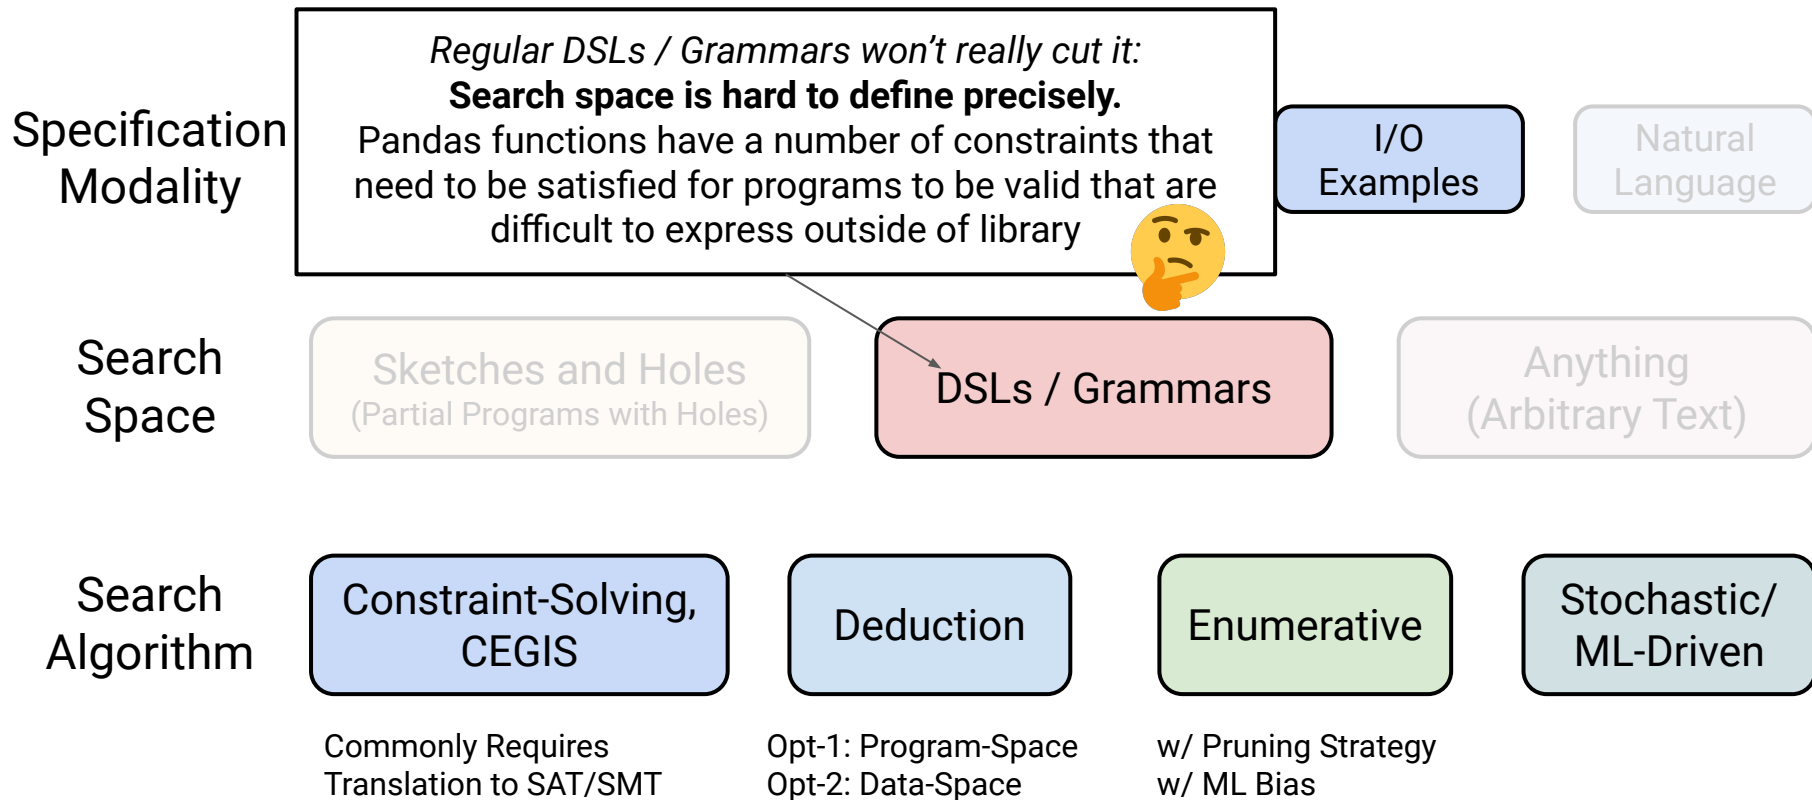 Regular DSLs / Grammars won’t really cut it:
Search space is hard to define precisely.
Pandas functions have a number of constraints that
need to be satisfied for programs to be valid that are
difficult to express outside of library
Specification
Modality
I/O
Examples
Natural
Language
Search
Space
Sketches and Holes
(Partial Programs with Holes)
DSLs / Grammars
Anything
(Arbitrary Text)
Search
Algorithm
Constraint-Solving,
CEGIS
Deduction
Enumerative
Stochastic/
ML-Driven
Commonly Requires
Translation to SAT/SMT
Opt-1: Program-Space
Opt-2: Data-Space
w/ Pruning Strategy
w/ ML Bias